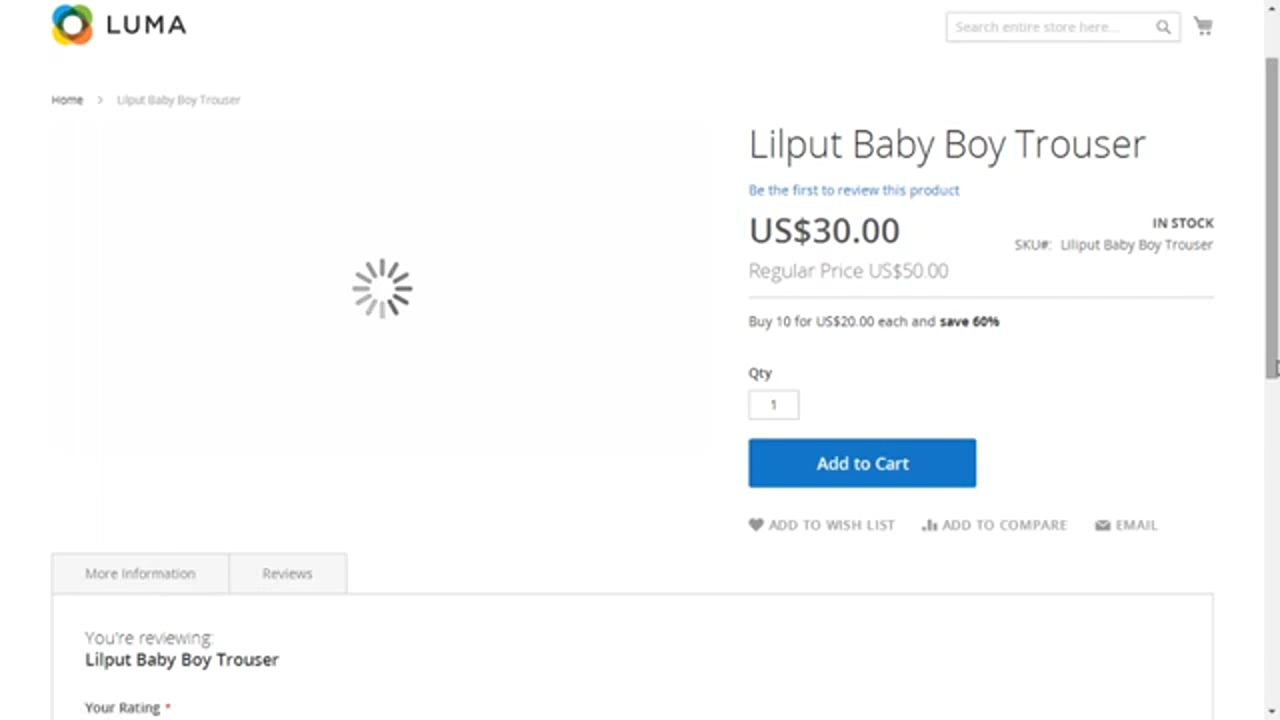 LUMA
Search entire store here...
Home > Lilput Baby Boy Trouser
Lilput Baby Boy Trouser
Be the first to review this product
US$30.00
IN STOCK
SKU#: Liliput Baby Boy Trouser
Regular Price US$50.00
Buy 10 for US$20.00 each and save 60%
Qty
1
Add to Cart
ADD TO WISH LIST ADD TO COMPARE EMAIL
More Information Reviews
You're reviewing:
Lilput Baby Boy Trouser
Your Rating *